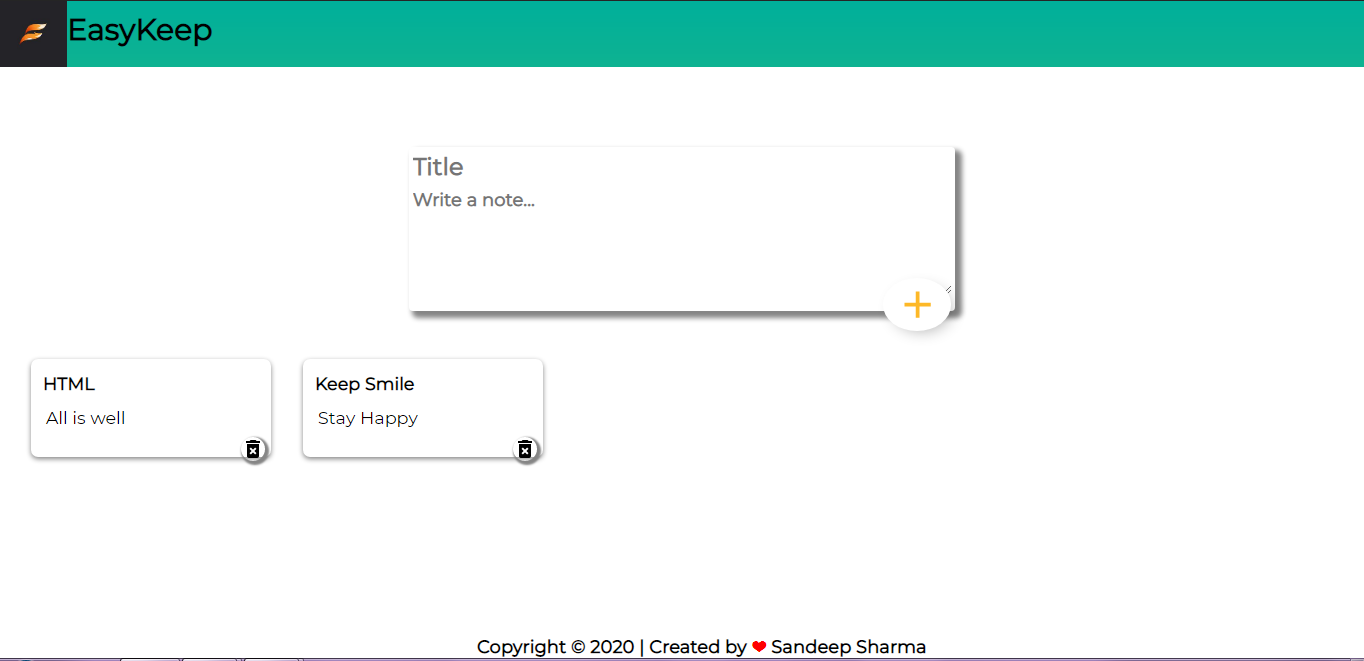 EasyKeep
Title
Write a note...
HTML
All is well
Keep Smile
Stay Happy
Copyright © 2020 | Created by ❤ Sandeep Sharma